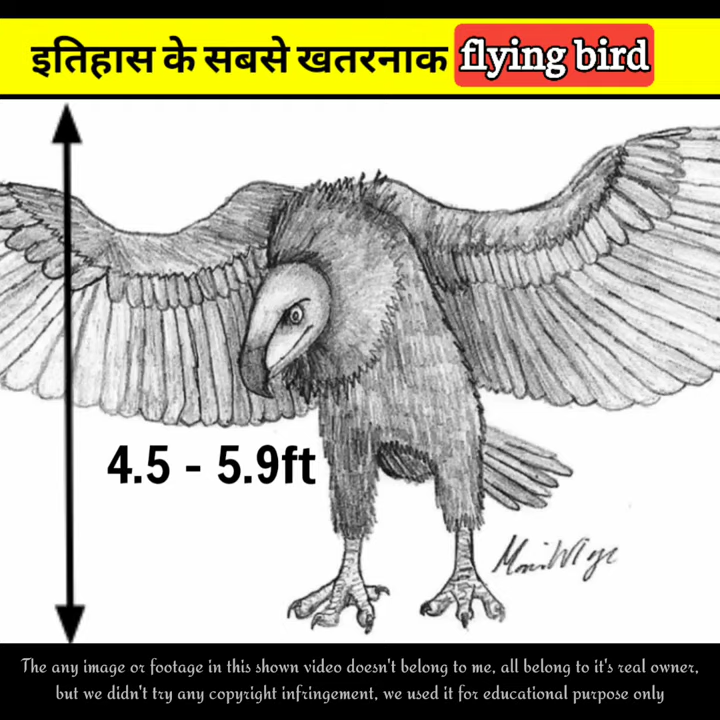 इतिहास के सबसे खतरनाक flying bird
4.5 - 5.9ft
The any image or footage in this shown video doesn't belong to me, all belong to it's real owner,
but we didn't try any copyright infringement, we used it for educational purpose only